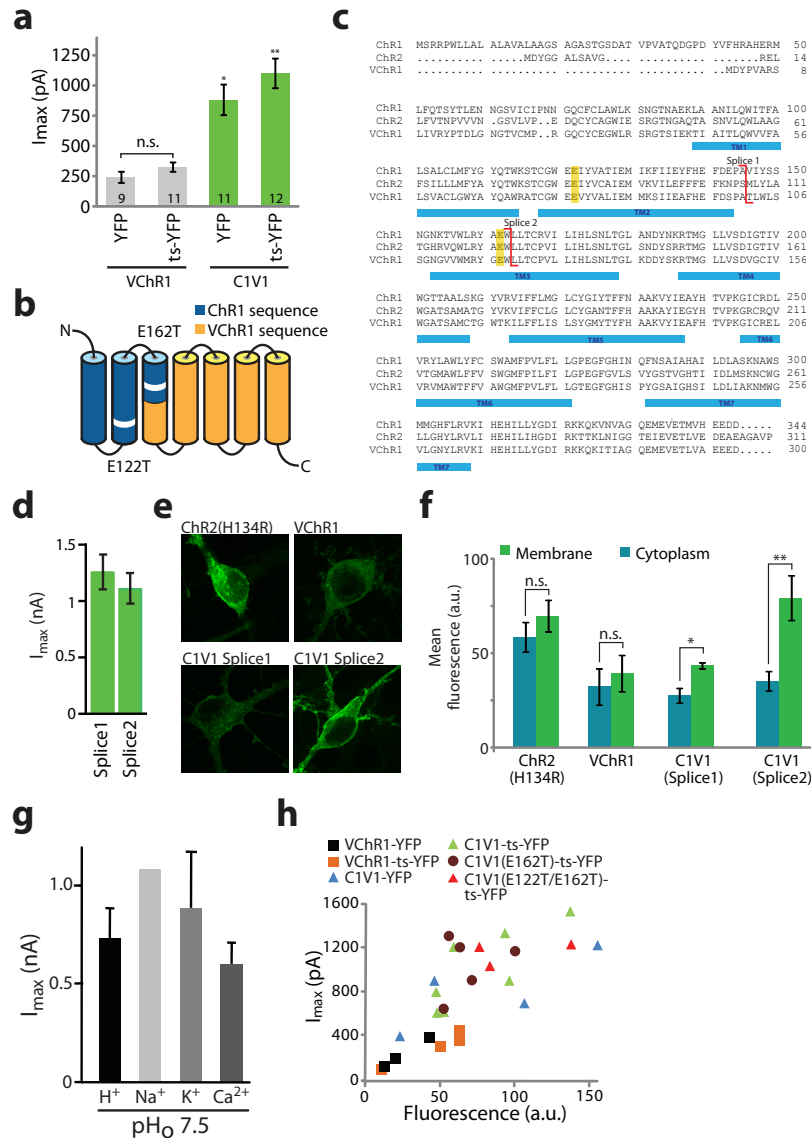 a
Imax (pA)
1250
1000
750
500
250
0
n.s.
*
**
9
11
11
12
YFP
ts-YFP
YFP
ts-YFP
VChR1
C1V1
b
ChR1 sequence
VChR1 sequence
N
E162T
E122T
C
c
ChR1 MSRRPWLLAL ALAVALAAGS AGASTGSDAT VPVATQDGPD YVFHRAHERM 50
ChR2 .......... .......... ......MDYGG ALSAVG.... .......REL 14
VChR1 .......... .......... .......... .......... ..MDYPVARS 8
ChR1 LFQTSYTLEN NGSVICIPNN GQCFCLAWLK SNGTNAEKLA ANILQWITFA 100
ChR2 LFVTNPVVVN .GSVLVP.E DQCYCAGWIE SRGTNGAQTA SNVLQWLAAG 61
VChR1 LIVRYPTDLG NGTVCMP.R GQCYCEGWLR SRGTSIEKTI AITLQWVVFA 56
TM1
Splice 1
ChR1 LSALCLMFYG YQTWKSTCGW EEIYVATIEM IKFIIEYFHE FDEPAVIYSS 150
ChR2 FSILLLMFYA YQTWKSTCGW EEIYVCAIEM VKVILEFFFE FKNPSMLYLA 111
VChR1 LSVACLGWYA YQAWRATCGW EEVYVALIEM MKSIIEAFHE FDSPATLWLS 106
TM2
Splice 2
ChR1 NGNKTVWLRY AEWLLTCRVI LIHLSNLTGL ANDYNKRTMG LLVSDIGTIV 200
ChR2 TGHRVQWLRY AEWLLTCPVI LIHLSNLTGL SNDYSRRTMG LLVSDIGTIV 161
VChR1 SGNGVVWMRY GEWLLTCPVL LIHLSNLTGL KDDYSKRTMG LLVSDVGCIV 156
TM3
TM4
ChR1 WGTTAALSKG YVRVIFFLMG LCYGIYTFFN AAKVYIEAYH TVPKGICRDL 250
ChR2 WGATSAMATG YVKVIFFCLG LCYGANTFFH AAKAYIEGYH TVPKGRCRQV 211
VChR1 WGATSAMCTG WTKILFFLIS LSYGMYTYFH AAKVYIEAFH TVPKGICREL 206
TM5
TM6
ChR1 VRYLAWLYFC SWAMFPVLFL LGPEGFGHIN QFNSAIAHAI LDLASKNAWS 300
ChR2 VTGMAWLFFV SWGMFPILFI LGPEGFGVLS VYGSTVGHTI IDLMSKNCWG 261
VChR1 VRVMAWTFFV AWGMFPVLFL LGTEGFGHIS PYGSAIGHSI LDLIAKNMWG 256
TM6
TM7
ChR1 MMGHFLRVKI HEHILLYGDI RKKQKVNVAG QEMEVETMVH EEDD..... 344
ChR2 LLGHYLRVLI HEHILIHGDI RKTTKLNIGG TEIEVETLVE DEAEAGAVP 311
VChR1 VLGNYLRVKI HEHILLYGDI RKKQKITIAG QEMEVETLVA EEED..... 300
TM7
d
Imax (nA)
1.5
1
0.5
0
Splice1
Splice2
e
ChR2(H134R)
VChR1
C1V1 Splice1
C1V1 Splice2
f
Membrane
Cytoplasm
Mean
fluorescence (a.u.)
100
50
0
n.s.
n.s.
*
**
ChR2
(H134R)
VChR1
C1V1
(Splice1)
C1V1
(Splice2)
g
Imax (nA)
1.0
0.5
0
H+
Na+
K+
Ca2+
pHO 7.5
h
VChR1-YFP
VChR1-ts-YFP
C1V1-YFP
C1V1-ts-YFP
C1V1(E162T)-ts-YFP
C1V1(E122T/E162T)-
ts-YFP
Imax (pA)
1600
1200
800
400
0
0
50
100
150
Fluorescence (a.u.)